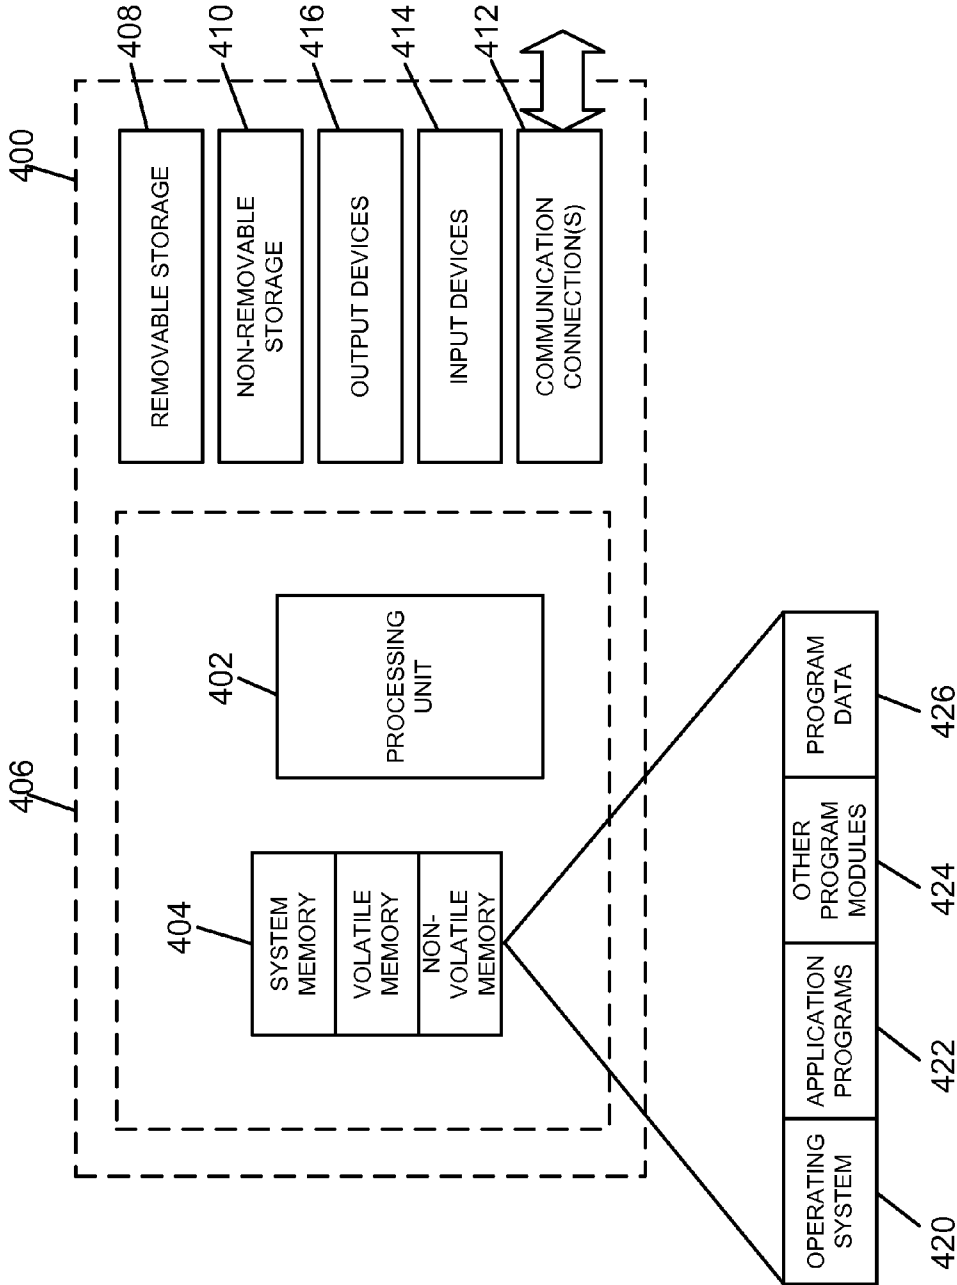 400
406
408
REMOVABLE STORAGE
410
NON-REMOVABLE
STORAGE
416
OUTPUT DEVICES
414
INPUT DEVICES
412
COMMUNICATION
CONNECTION(S)
402
PROCESSING
UNIT
404
SYSTEM
MEMORY
VOLATILE
MEMORY
NON-
VOLATILE
MEMORY
OPERATING
SYSTEM
420
APPLICATION
PROGRAMS
422
OTHER
PROGRAM
MODULES
424
PROGRAM
DATA
426